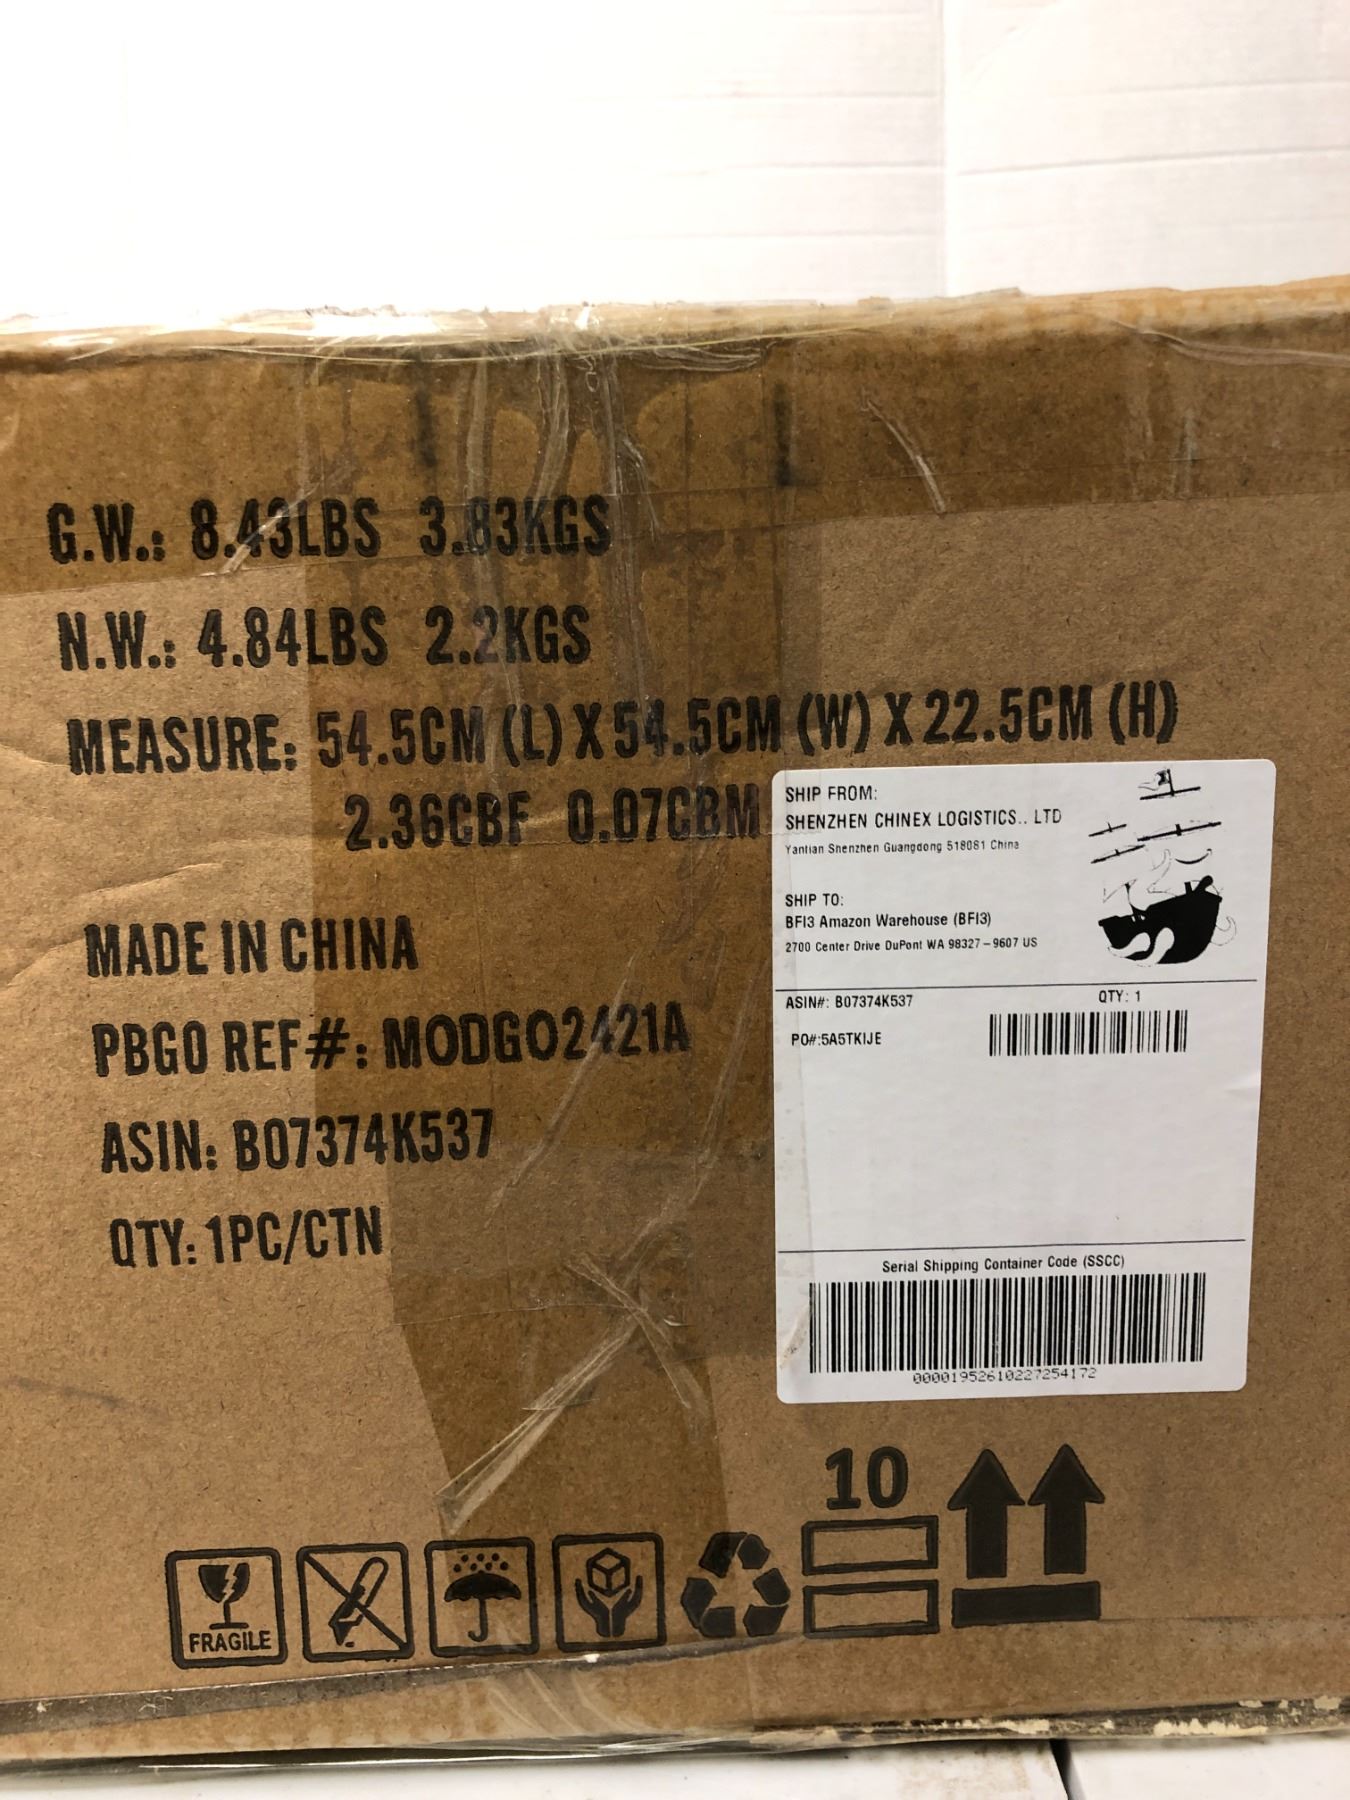 G.W.: 8.43LBS 3.83KGS
N.W.: 4.84LBS 2.2KGS
MEASURE: 54.5CM (L) X 54.5CM (W) X 22.5CM (H)
2.36CBF 0.07CBM
MADE IN CHINA
PBGO REF#: MODGO2421A
ASIN: B07374K537
QTY: 1PC/CTN
SHIP FROM:
SHENZHEN CHINEX LOGISTICS.. LTD
Yantian Shenzhen Guangdong 518081 China
SHIP TO:
BFI3 Amazon Warehouse (BFI3)
2700 Center Drive DuPont WA 98327-9607 US
ASIN#: B07374K537
QTY: 1
PO#:5A5TKIJE
Serial Shipping Container Code (SSCC)
00001952610227254172
10
FRAGILE